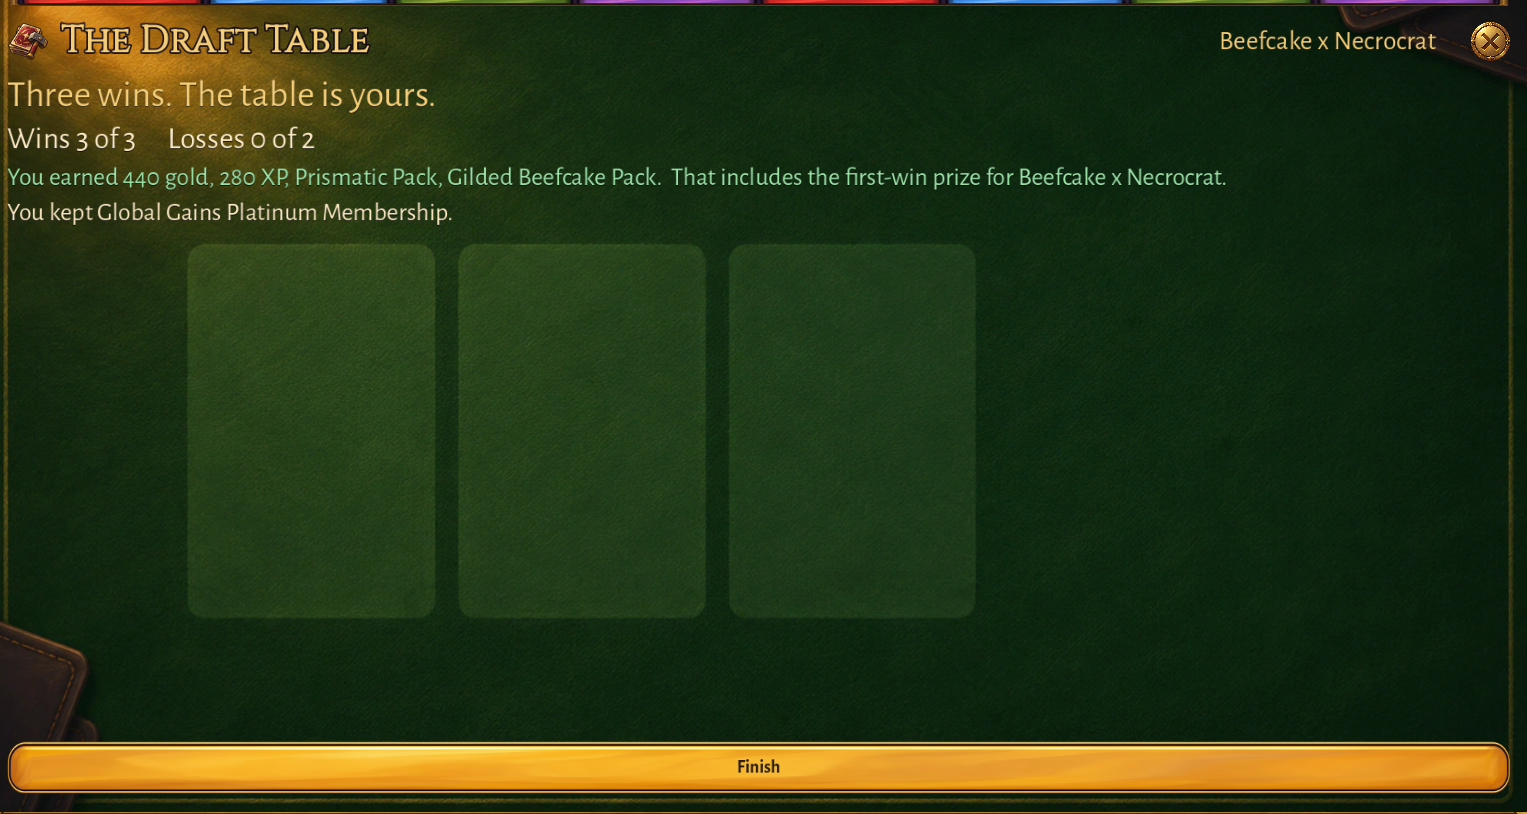 The Draft Table
Beefcake x Necrocrat
Three wins. The table is yours.
Wins 3 of 3 Losses 0 of 2
You earned 440 gold, 280 XP, Prismatic Pack, Gilded Beefcake Pack. That includes the first-win prize for Beefcake x Necrocrat.
You kept Global Gains Platinum Membership.
Finish